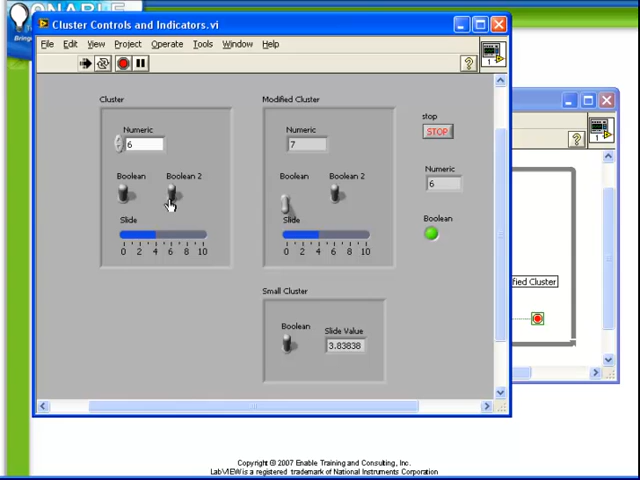 Cluster Controls and Indicators.vi
File Edit View Project Operate Tools Window Help
1
Cluster
Numeric
6
Boolean Boolean 2
Slide
0 2 4 6 8 10
Modified Cluster
Numeric
7
Boolean Boolean 2
Slide
0 2 4 6 8 10
stop
STOP
Numeric
6
Boolean
Small Cluster
Boolean
Slide Value
3.83838
1
fied Cluster
Copyright © 2007 Enable Training and Consulting, Inc.
LabVIEW is a registered trademark of National Instruments Corporation